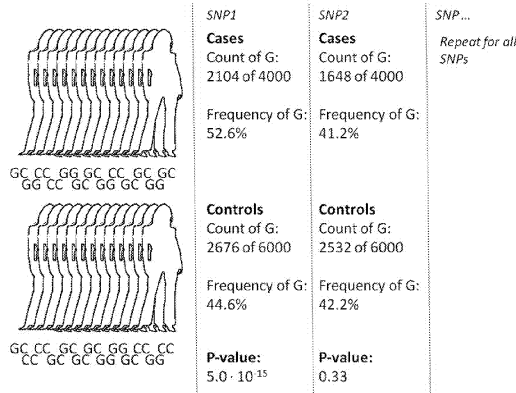 SNP1
Cases
Count of G:
2104 of 4000
Frequency of G:
52.6%
SNP2
Cases
Count of G:
1648 of 4000
Frequency of G:
41.2%
SNP...
Repeat for all
SNPs
GC CC GG GC CC GC GC
GG CC GC GG GC GG
Controls
Count of G:
2676 of 6000
Frequency of G:
44.6%
P-value:
5.0 · 10-15
Controls
Count of G:
2532 of 6000
Frequency of G:
42.2%
P-value:
0.33
GC CC GC GC GG CC CC
CC GC GC GG GC GG